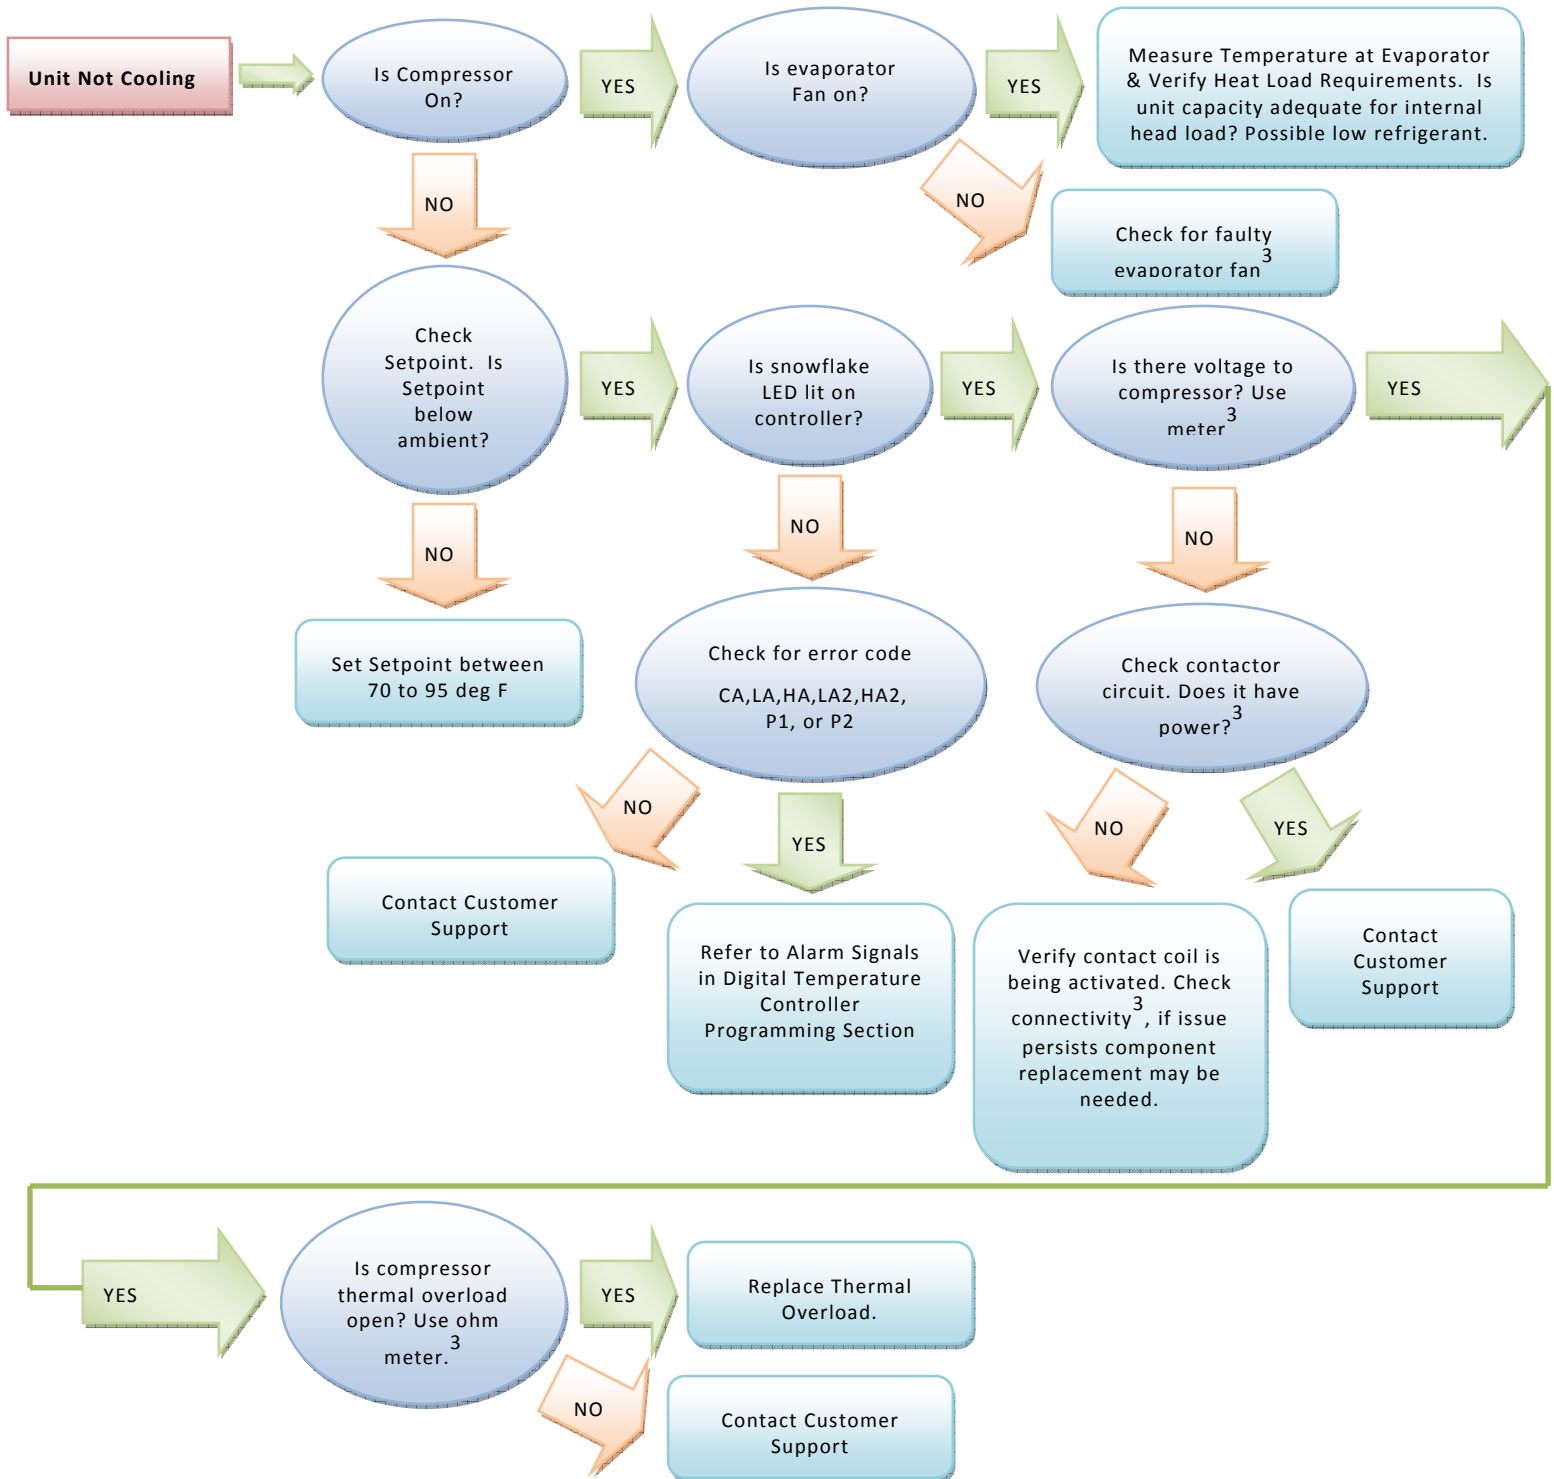 Unit Not Cooling
Is Compressor
On?
YES
Is evaporator
Fan on?
YES
Measure Temperature at Evaporator
& Verify Heat Load Requirements. Is
unit capacity adequate for internal
head load? Possible low refrigerant.
NO
NO
Check for faulty
evaporator fan3
Check
Setpoint. Is
Setpoint
below
ambient?
YES
Is snowflake
LED lit on
controller?
YES
Is there voltage to
compressor? Use
meter3
YES
NO
NO
NO
Set Setpoint between
70 to 95 deg F
Check for error code
CA,LA,HA,LA2,HA2,
P1, or P2
Check contactor
circuit. Does it have
power?3
NO
YES
NO
YES
Contact Customer
Support
Refer to Alarm Signals
in Digital Temperature
Controller
Programming Section
Verify contact coil is
being activated. Check
connectivity3, if issue
persists component
replacement may be
needed.
Contact
Customer
Support
YES
Is compressor
thermal overload
open? Use ohm
meter.3
YES
Replace Thermal
Overload.
NO
Contact Customer
Support